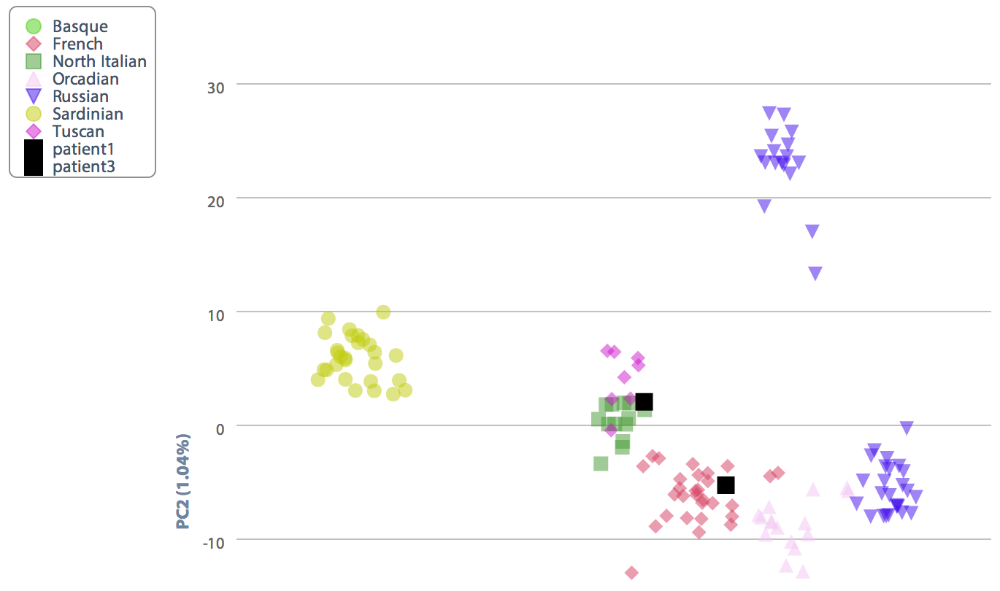 Basque
French
North Italian
Orcadian
Russian
Sardinian
Tuscan
patient1
patient3
30
20
10
0
-10
PC2 (1.04%)